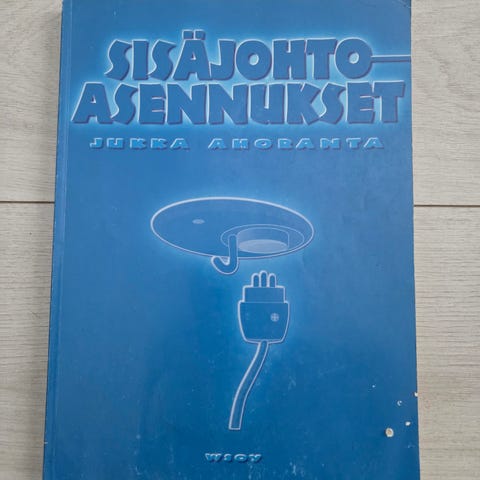 SISÄJOHTO-
ASENNUKSET
JUKKA AHORANTA
WSOY